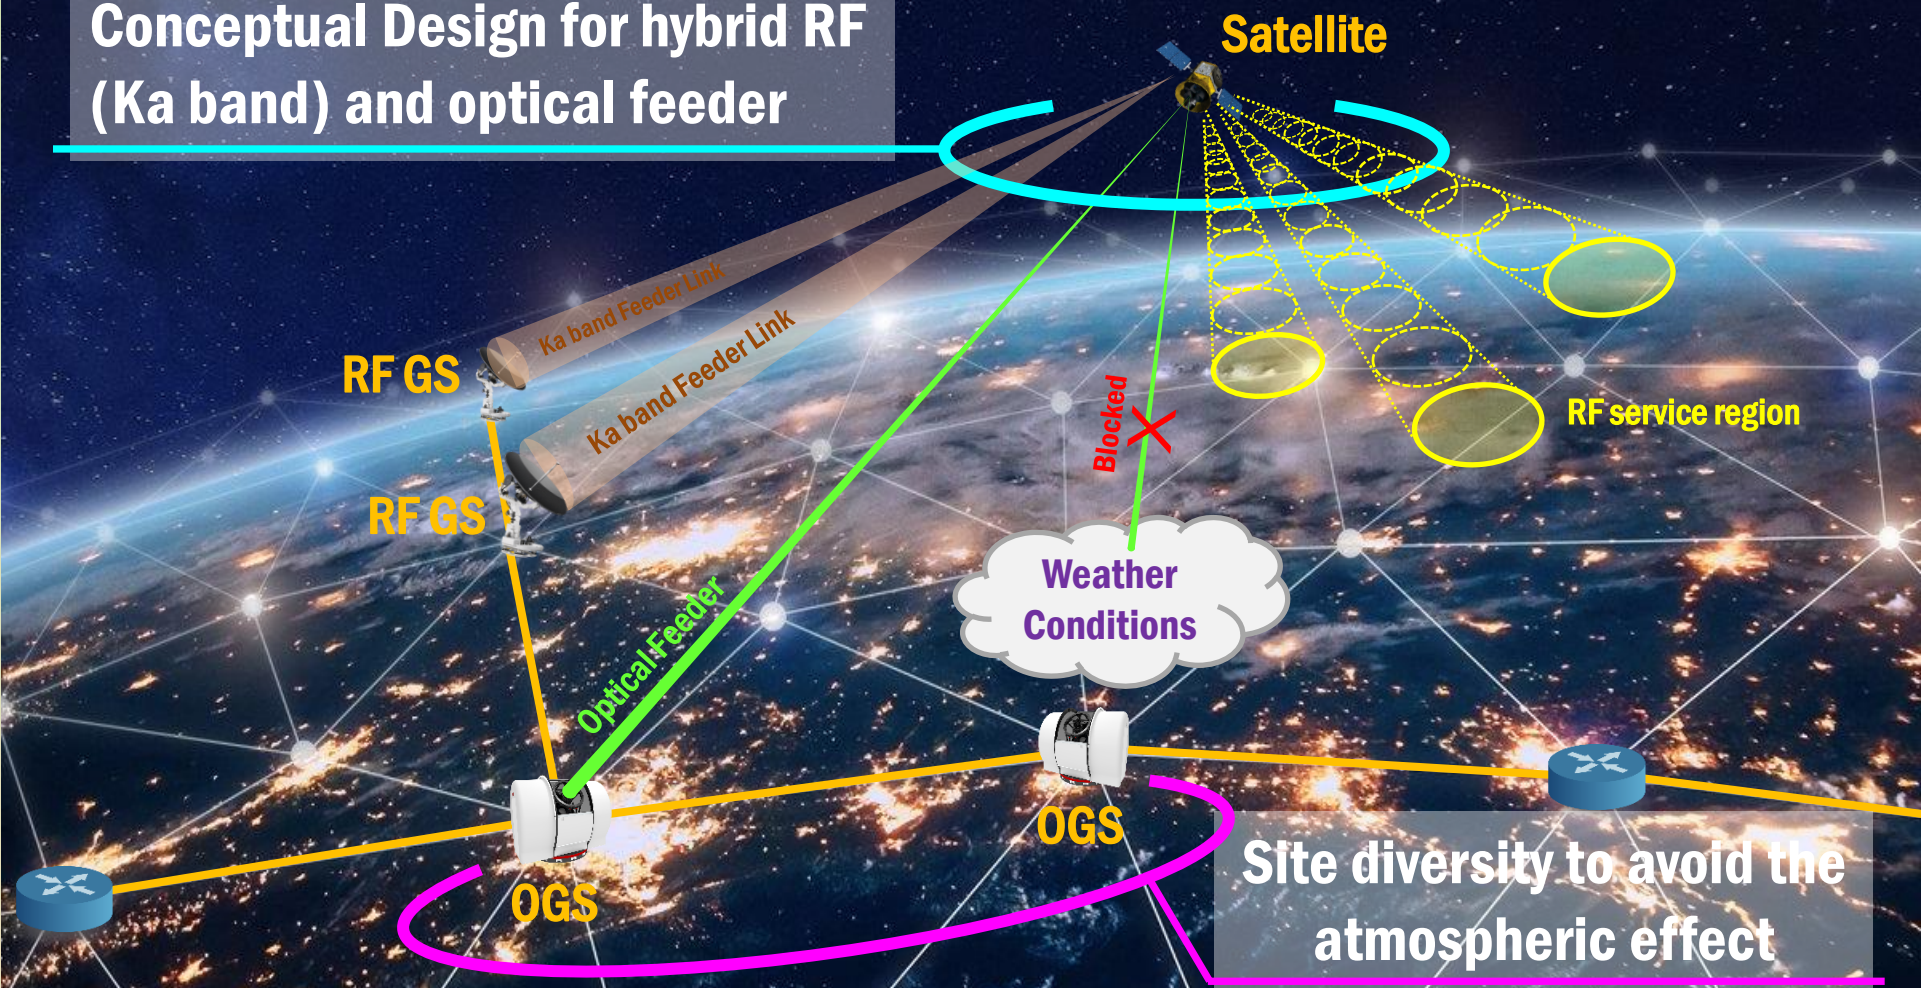 Conceptual Design for hybrid RF
(Ka band) and optical feeder
Satellite
Ka band Feeder Link
Ka band Feeder Link
RF GS
RF GS
Blocked
RF service region
Weather
Conditions
Optical Feeder
OGS
OGS
Site diversity to avoid the
atmospheric effect